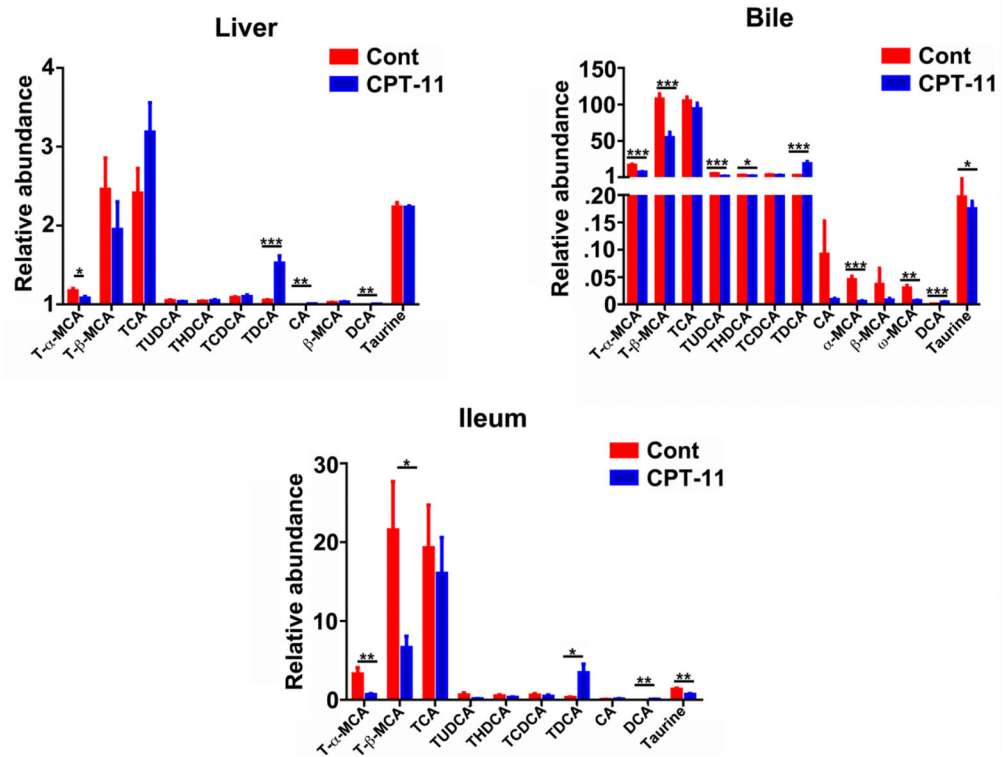 Liver
Cont
CPT-11
Relative abundance
4
3
2
1
*
***
**
**
T-α-MCA
T-β-MCA
TCA
TUDCA
THDCA
TCDCA
TDCA
CA
β-MCA
DCA
Taurine
Bile
Cont
CPT-11
Relative abundance
150
100
50
1
.20
.15
.10
.05
0
***
***
***
*
***
***
**
***
*
T-α-MCA
T-β-MCA
TCA
TUDCA
THDCA
TCDCA
TDCA
CA
α-MCA
β-MCA
ω-MCA
DCA
Taurine
Ileum
Cont
CPT-11
Relative abundance
30
20
10
0
**
*
*
**
**
T-α-MCA
T-β-MCA
TCA
TUDCA
THDCA
TCDCA
TDCA
CA
DCA
Taurine